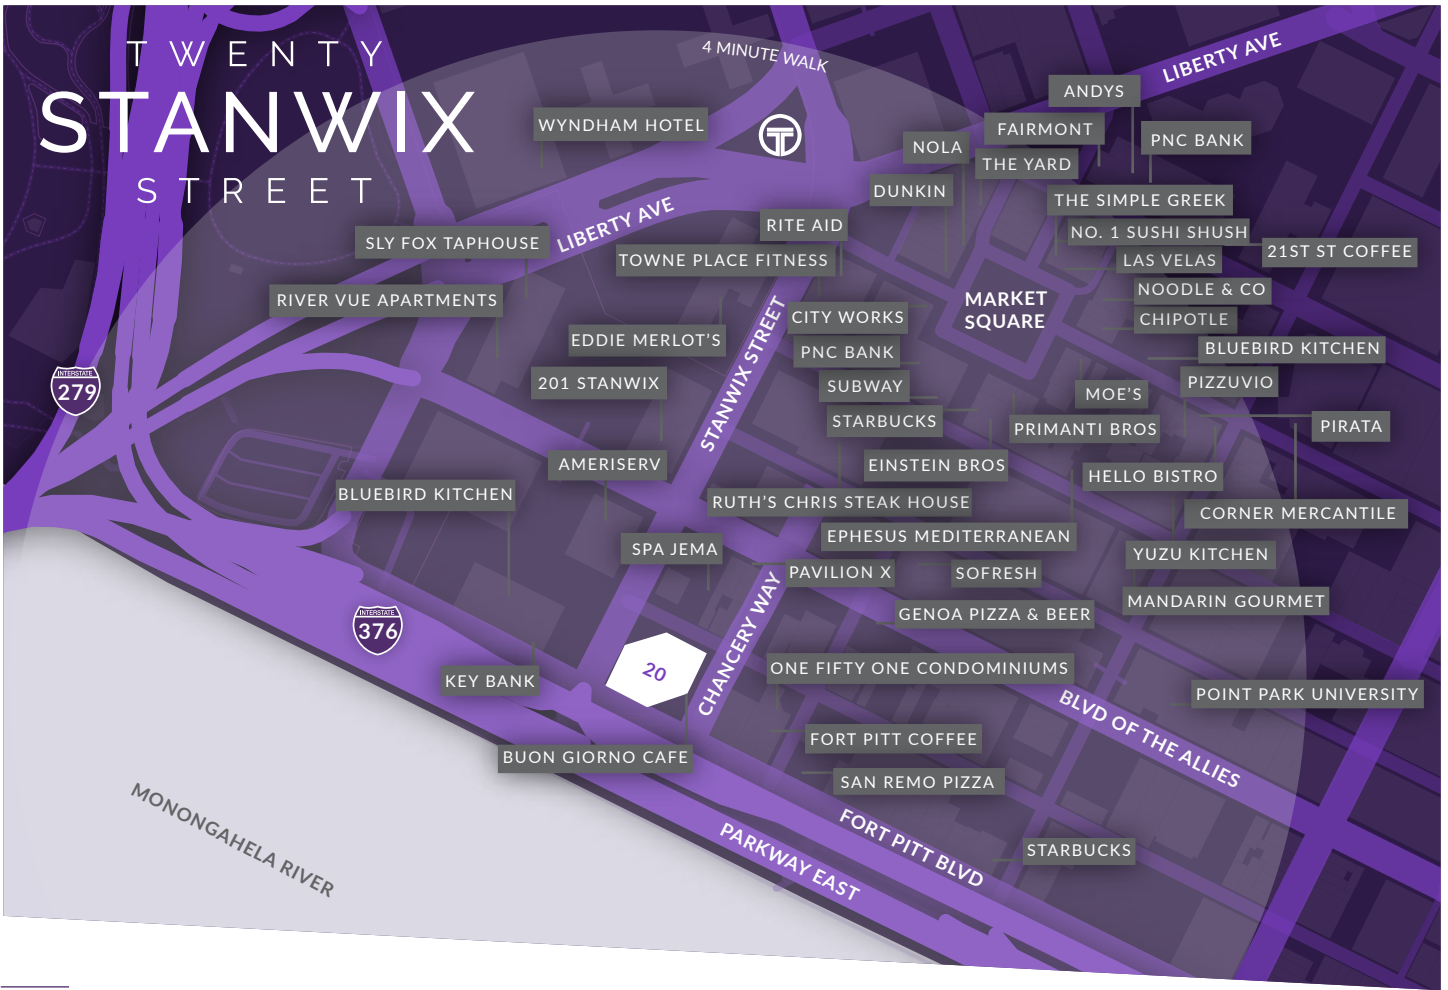 TWENTY
STANWIX
STREET
4 MINUTE WALK
LIBERTY AVE
ANDYS
WYNDHAM HOTEL
T
FAIRMONT
PNC BANK
NOLA
THE YARD
DUNKIN
THE SIMPLE GREEK
LIBERTY AVE
RITE AID
NO. 1 SUSHI SHUSH
SLY FOX TAPHOUSE
21ST ST COFFEE
TOWNE PLACE FITNESS
LAS VELAS
NOODLE & CO
RIVER VUE APARTMENTS
MARKET
SQUARE
CITY WORKS
CHIPOTLE
EDDIE MERLOT'S
STANWIX STREET
PNC BANK
BLUEBIRD KITCHEN
INTERSTATE
279
201 STANWIX
SUBWAY
PIZZUVIO
MOE'S
STARBUCKS
PRIMANTI BROS
PIRATA
AMERISERV
EINSTEIN BROS
HELLO BISTRO
BLUEBIRD KITCHEN
RUTH'S CHRIS STEAK HOUSE
CORNER MERCANTILE
EPHESUS MEDITERRANEAN
SPA JEMA
YUZU KITCHEN
PAVILION X
SOFRESH
MANDARIN GOURMET
INTERSTATE
376
GENOA PIZZA & BEER
CHANCERY WAY
20
ONE FIFTY ONE CONDOMINIUMS
KEY BANK
POINT PARK UNIVERSITY
BLVD OF THE ALLIES
FORT PITT COFFEE
BUON GIORNO CAFE
SAN REMO PIZZA
MONONGAHELA RIVER
FORT PITT BLVD
STARBUCKS
PARKWAY EAST